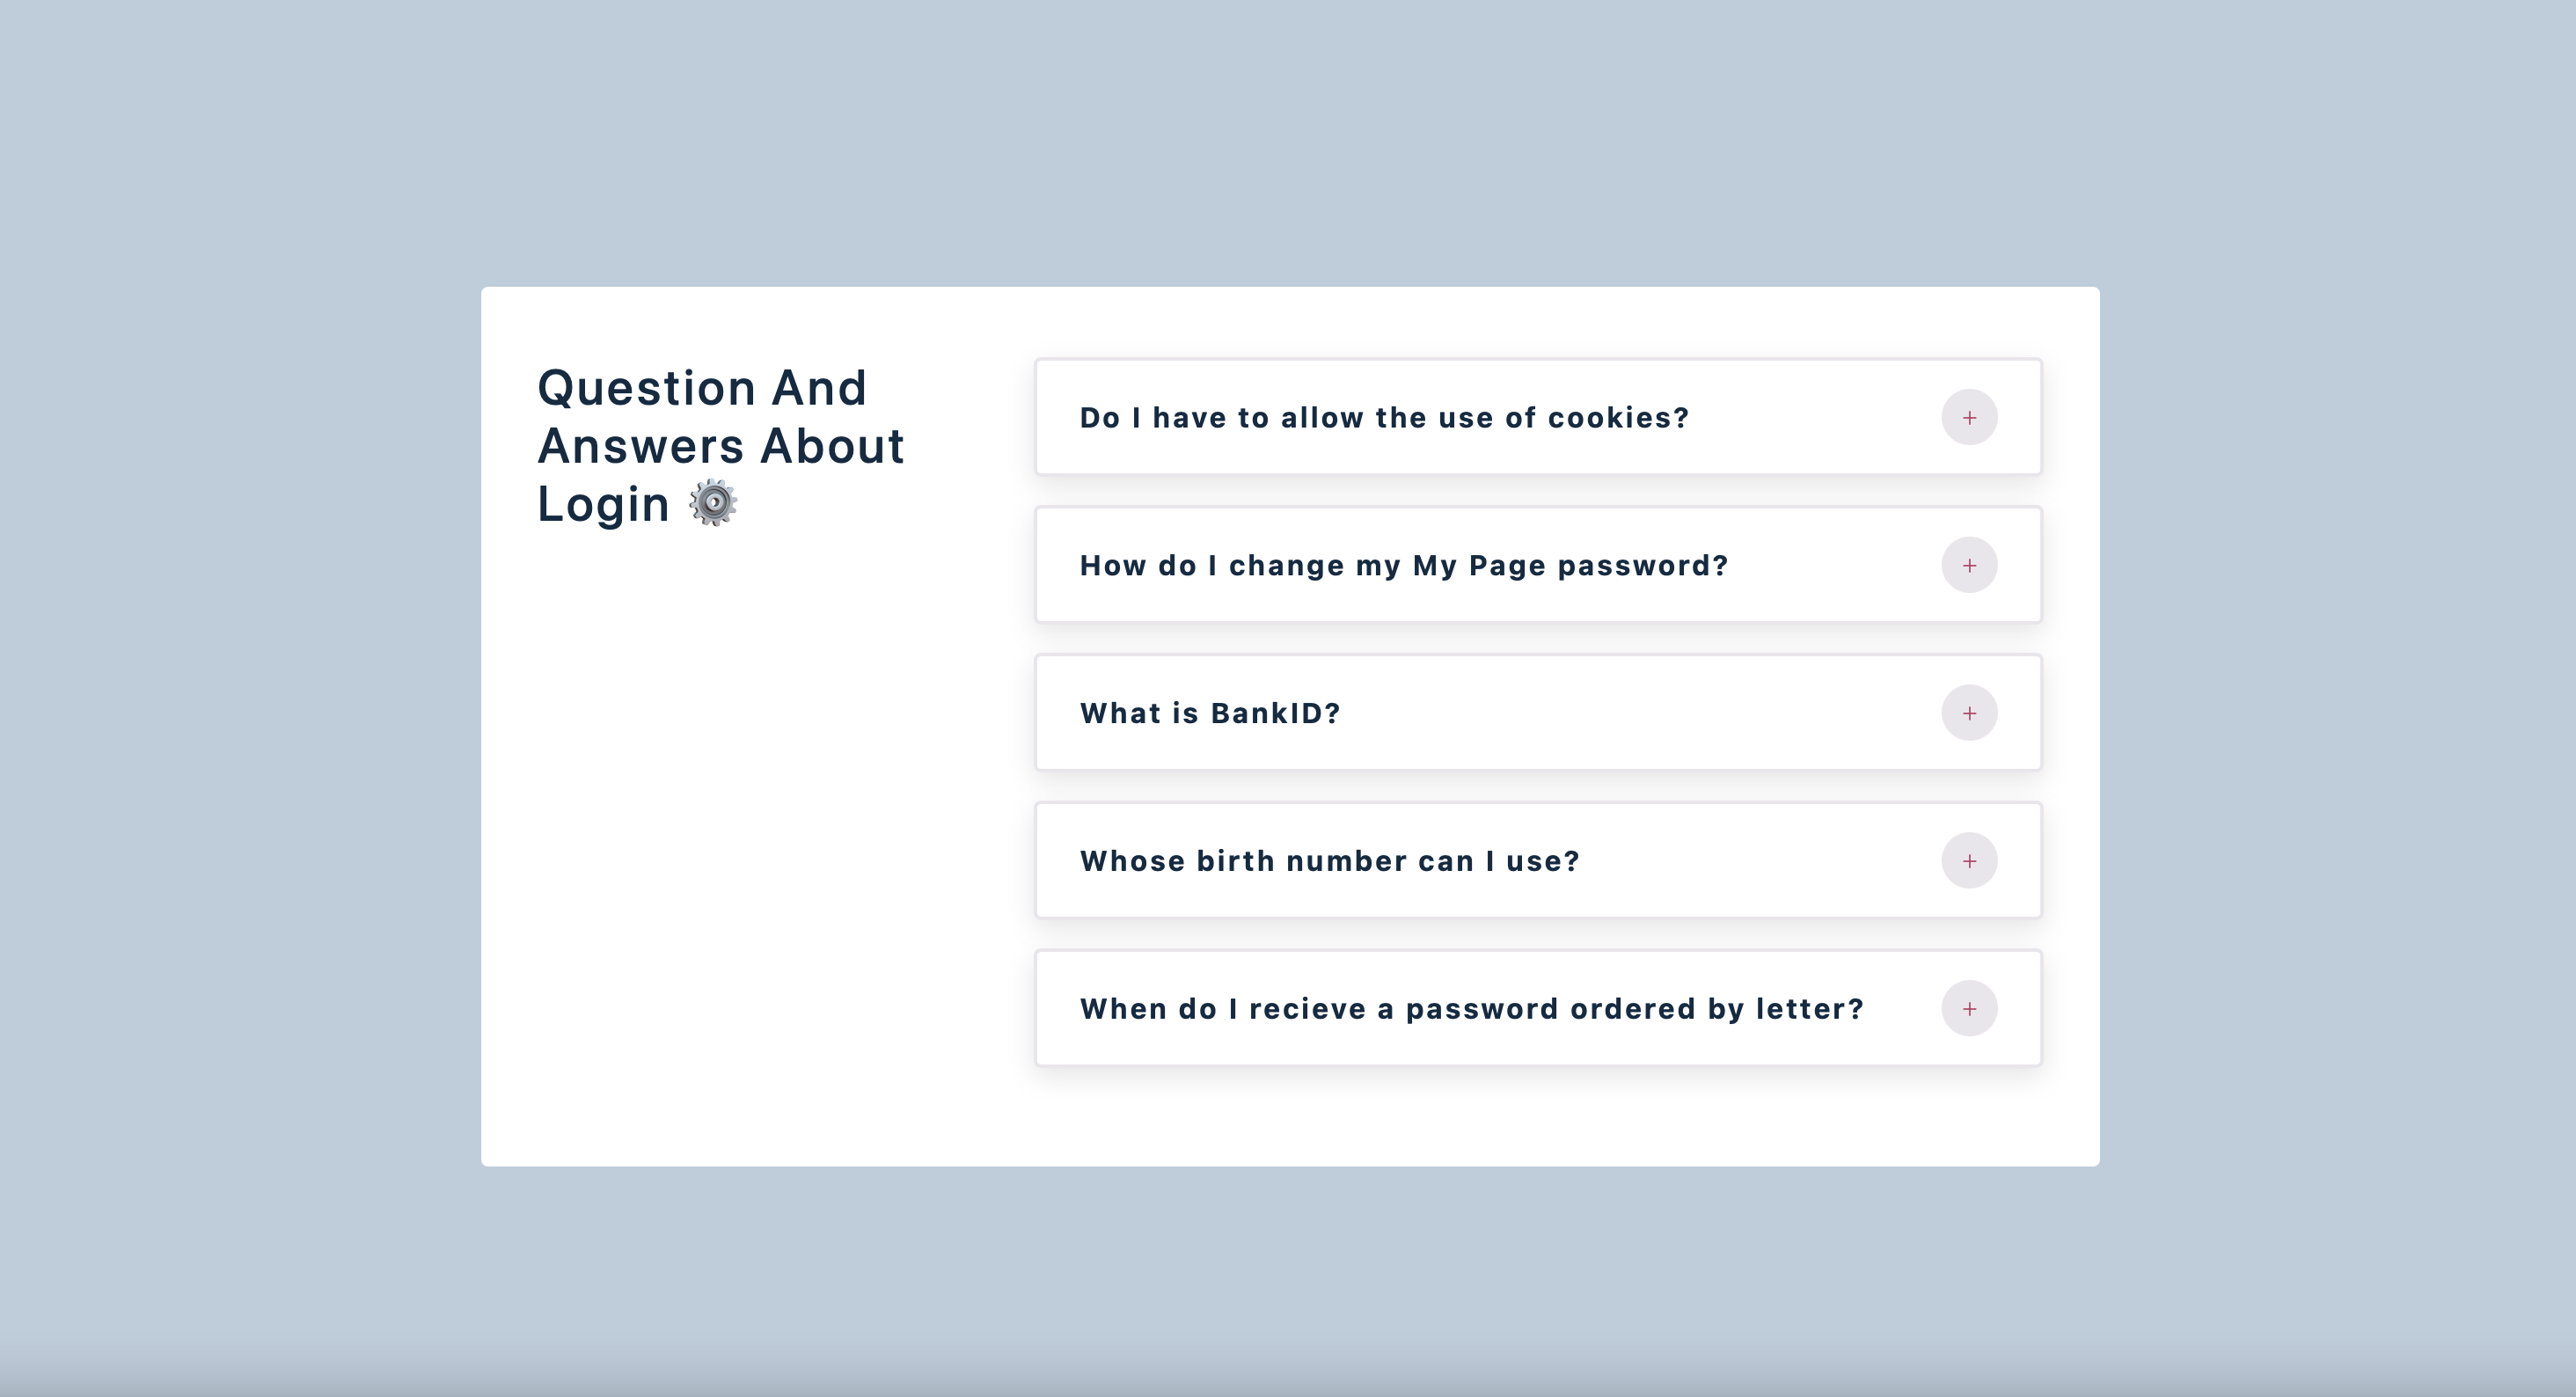 Question And
Answers About
Login ⚙️
Do I have to allow the use of cookies?
+
How do I change my My Page password?
+
What is BankID?
+
Whose birth number can I use?
+
When do I recieve a password ordered by letter?
+